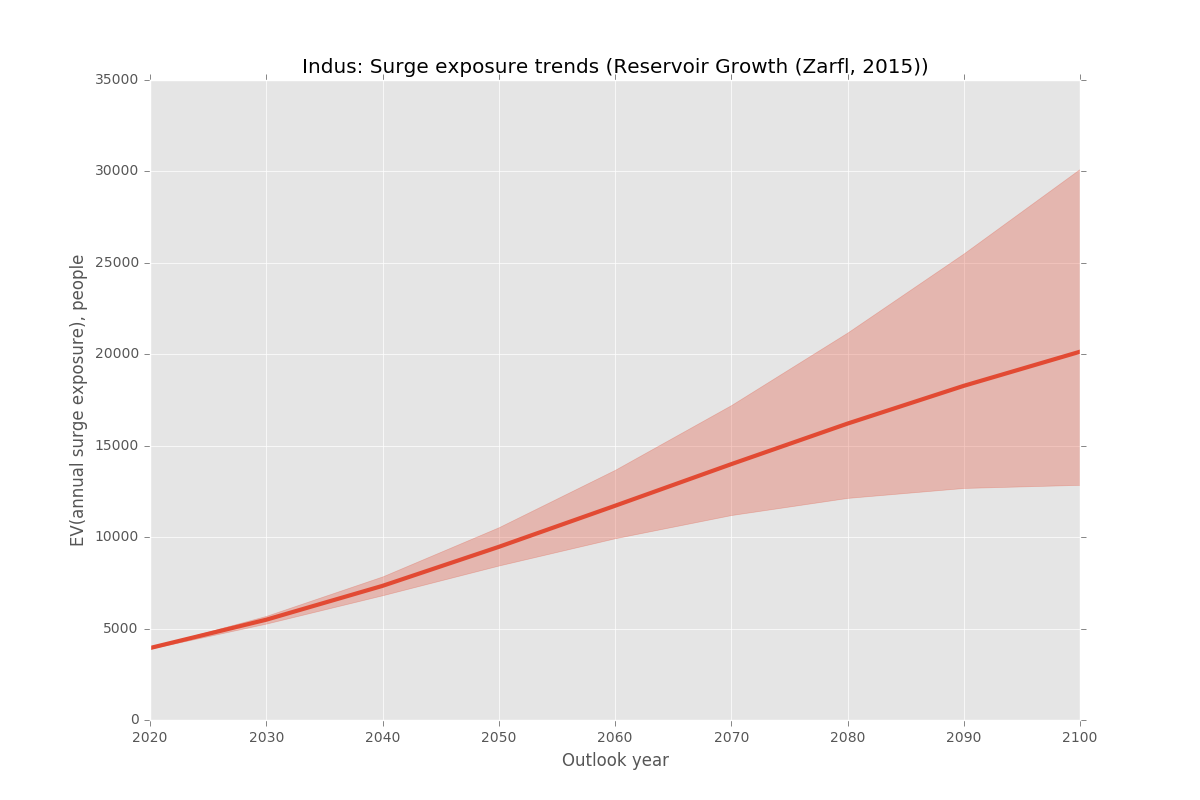 Indus: Surge exposure trends (Reservoir Growth (Zarfl, 2015))
35000
30000
25000
20000
15000
10000
5000
0
EV(annual surge exposure), people
2020 2030 2040 2050 2060 2070 2080 2090 2100
Outlook year